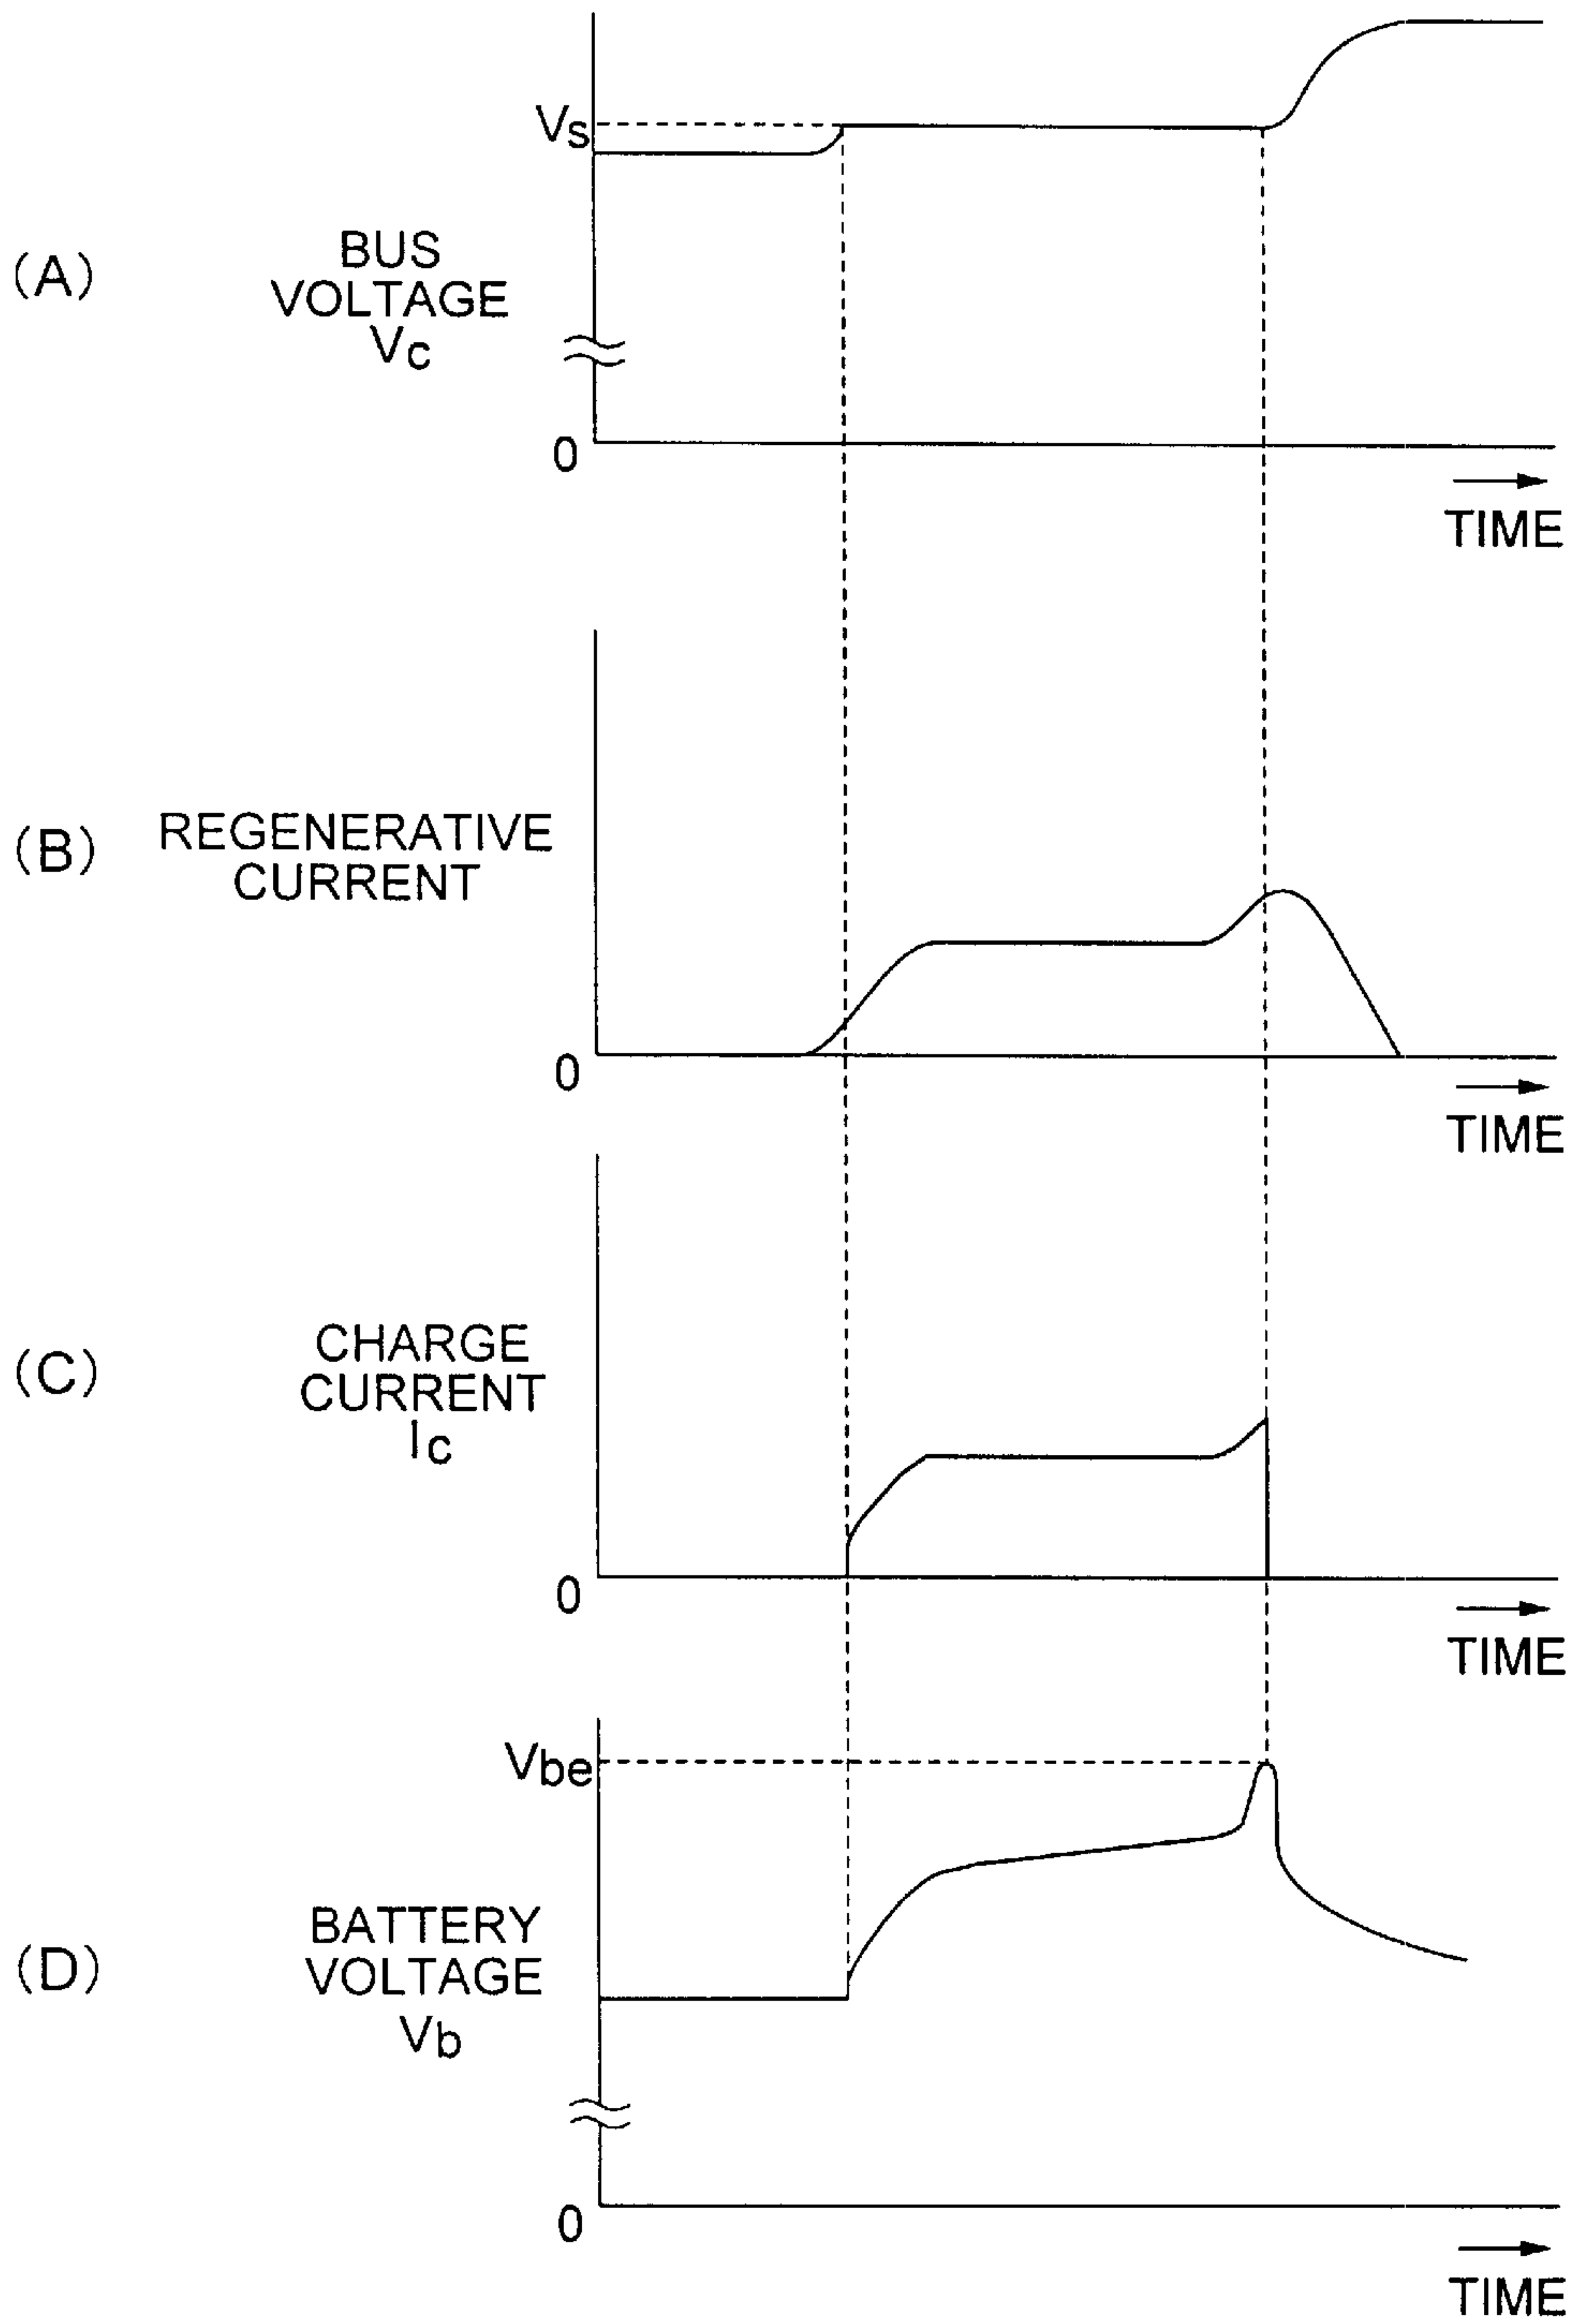 Vs
(A)
BUS
VOLTAGE
Vc
0
TIME
(B)
REGENERATIVE
CURRENT
0
TIME
(C)
CHARGE
CURRENT
Ic
0
TIME
Vbe
(D)
BATTERY
VOLTAGE
Vb
0
TIME